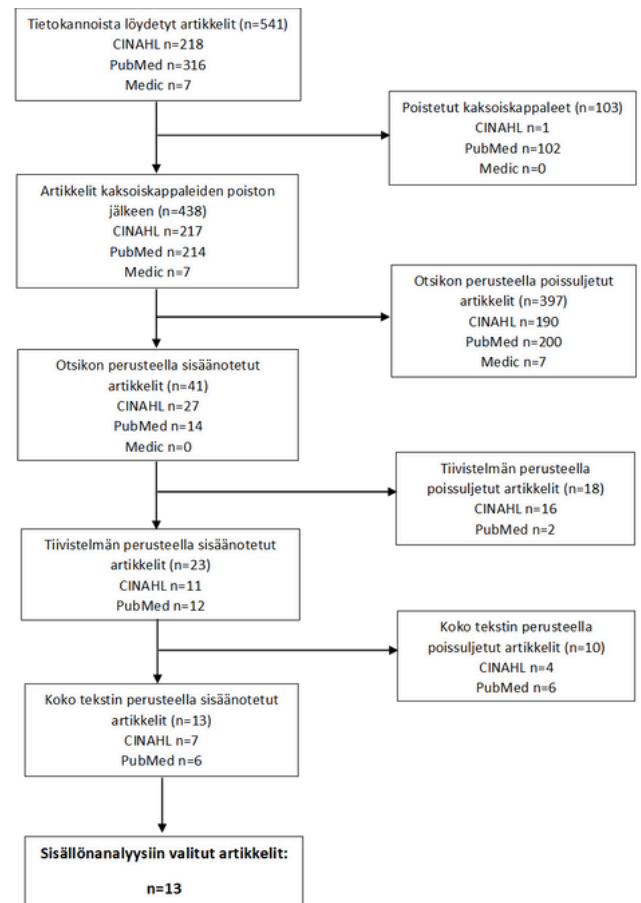 Tietokannoista löydetyt artikkelit (n=541)
CINAHL n=218
PubMed n=316
Medic n=7
Poistetut kaksoiskappaleet (n=103)
CINAHL n=1
PubMed n=102
Medic n=0
Artikkelit kaksoiskappaleiden poiston
jälkeen (n=438)
CINAHL n=217
PubMed n=214
Medic n=7
Otsikon perusteella poissuljetut
artikkelit (n=397)
CINAHL n=190
PubMed n=200
Medic n=7
Otsikon perusteella sisäänotetut
artikkelit (n=41)
CINAHL n=27
PubMed n=14
Medic n=0
Tiivistelmän perusteella
poissuljetut artikkelit (n=18)
CINAHL n=16
PubMed n=2
Tiivistelmän perusteella sisäänotetut
artikkelit (n=23)
CINAHL n=11
PubMed n=12
Koko tekstin perusteella
poissuljetut artikkelit (n=10)
CINAHL n=4
PubMed n=6
Koko tekstin perusteella sisäänotetut
artikkelit (n=13)
CINAHL n=7
PubMed n=6
Sisällönanalyysiin valitut artikkelit:
n=13